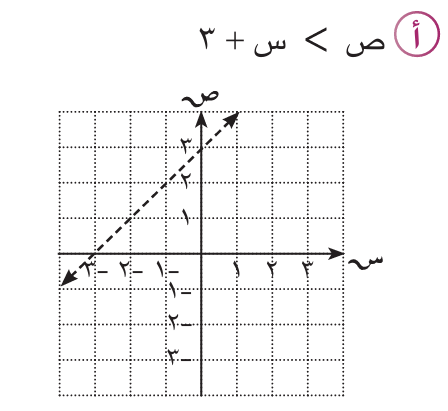 أ ص > س + ٣
ص
٣
٢
١
-٣ -٢ -١ ١ ٢ ٣ س
-١
-٢
-٣